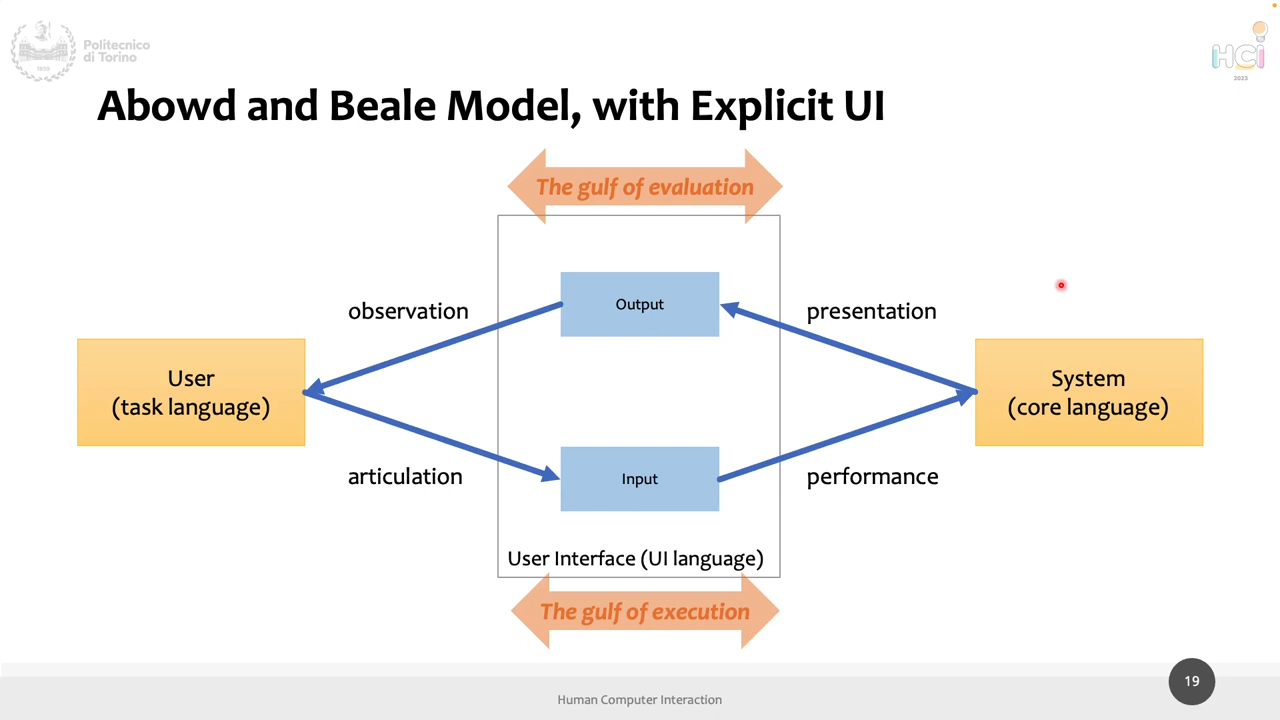 Politecnico
di Torino
1859
HCI
2023
Abowd and Beale Model, with Explicit UI
The gulf of evaluation
Output
observation
presentation
User
(task language)
System
(core language)
articulation
Input
performance
User Interface (UI language)
The gulf of execution
19
Human Computer Interaction